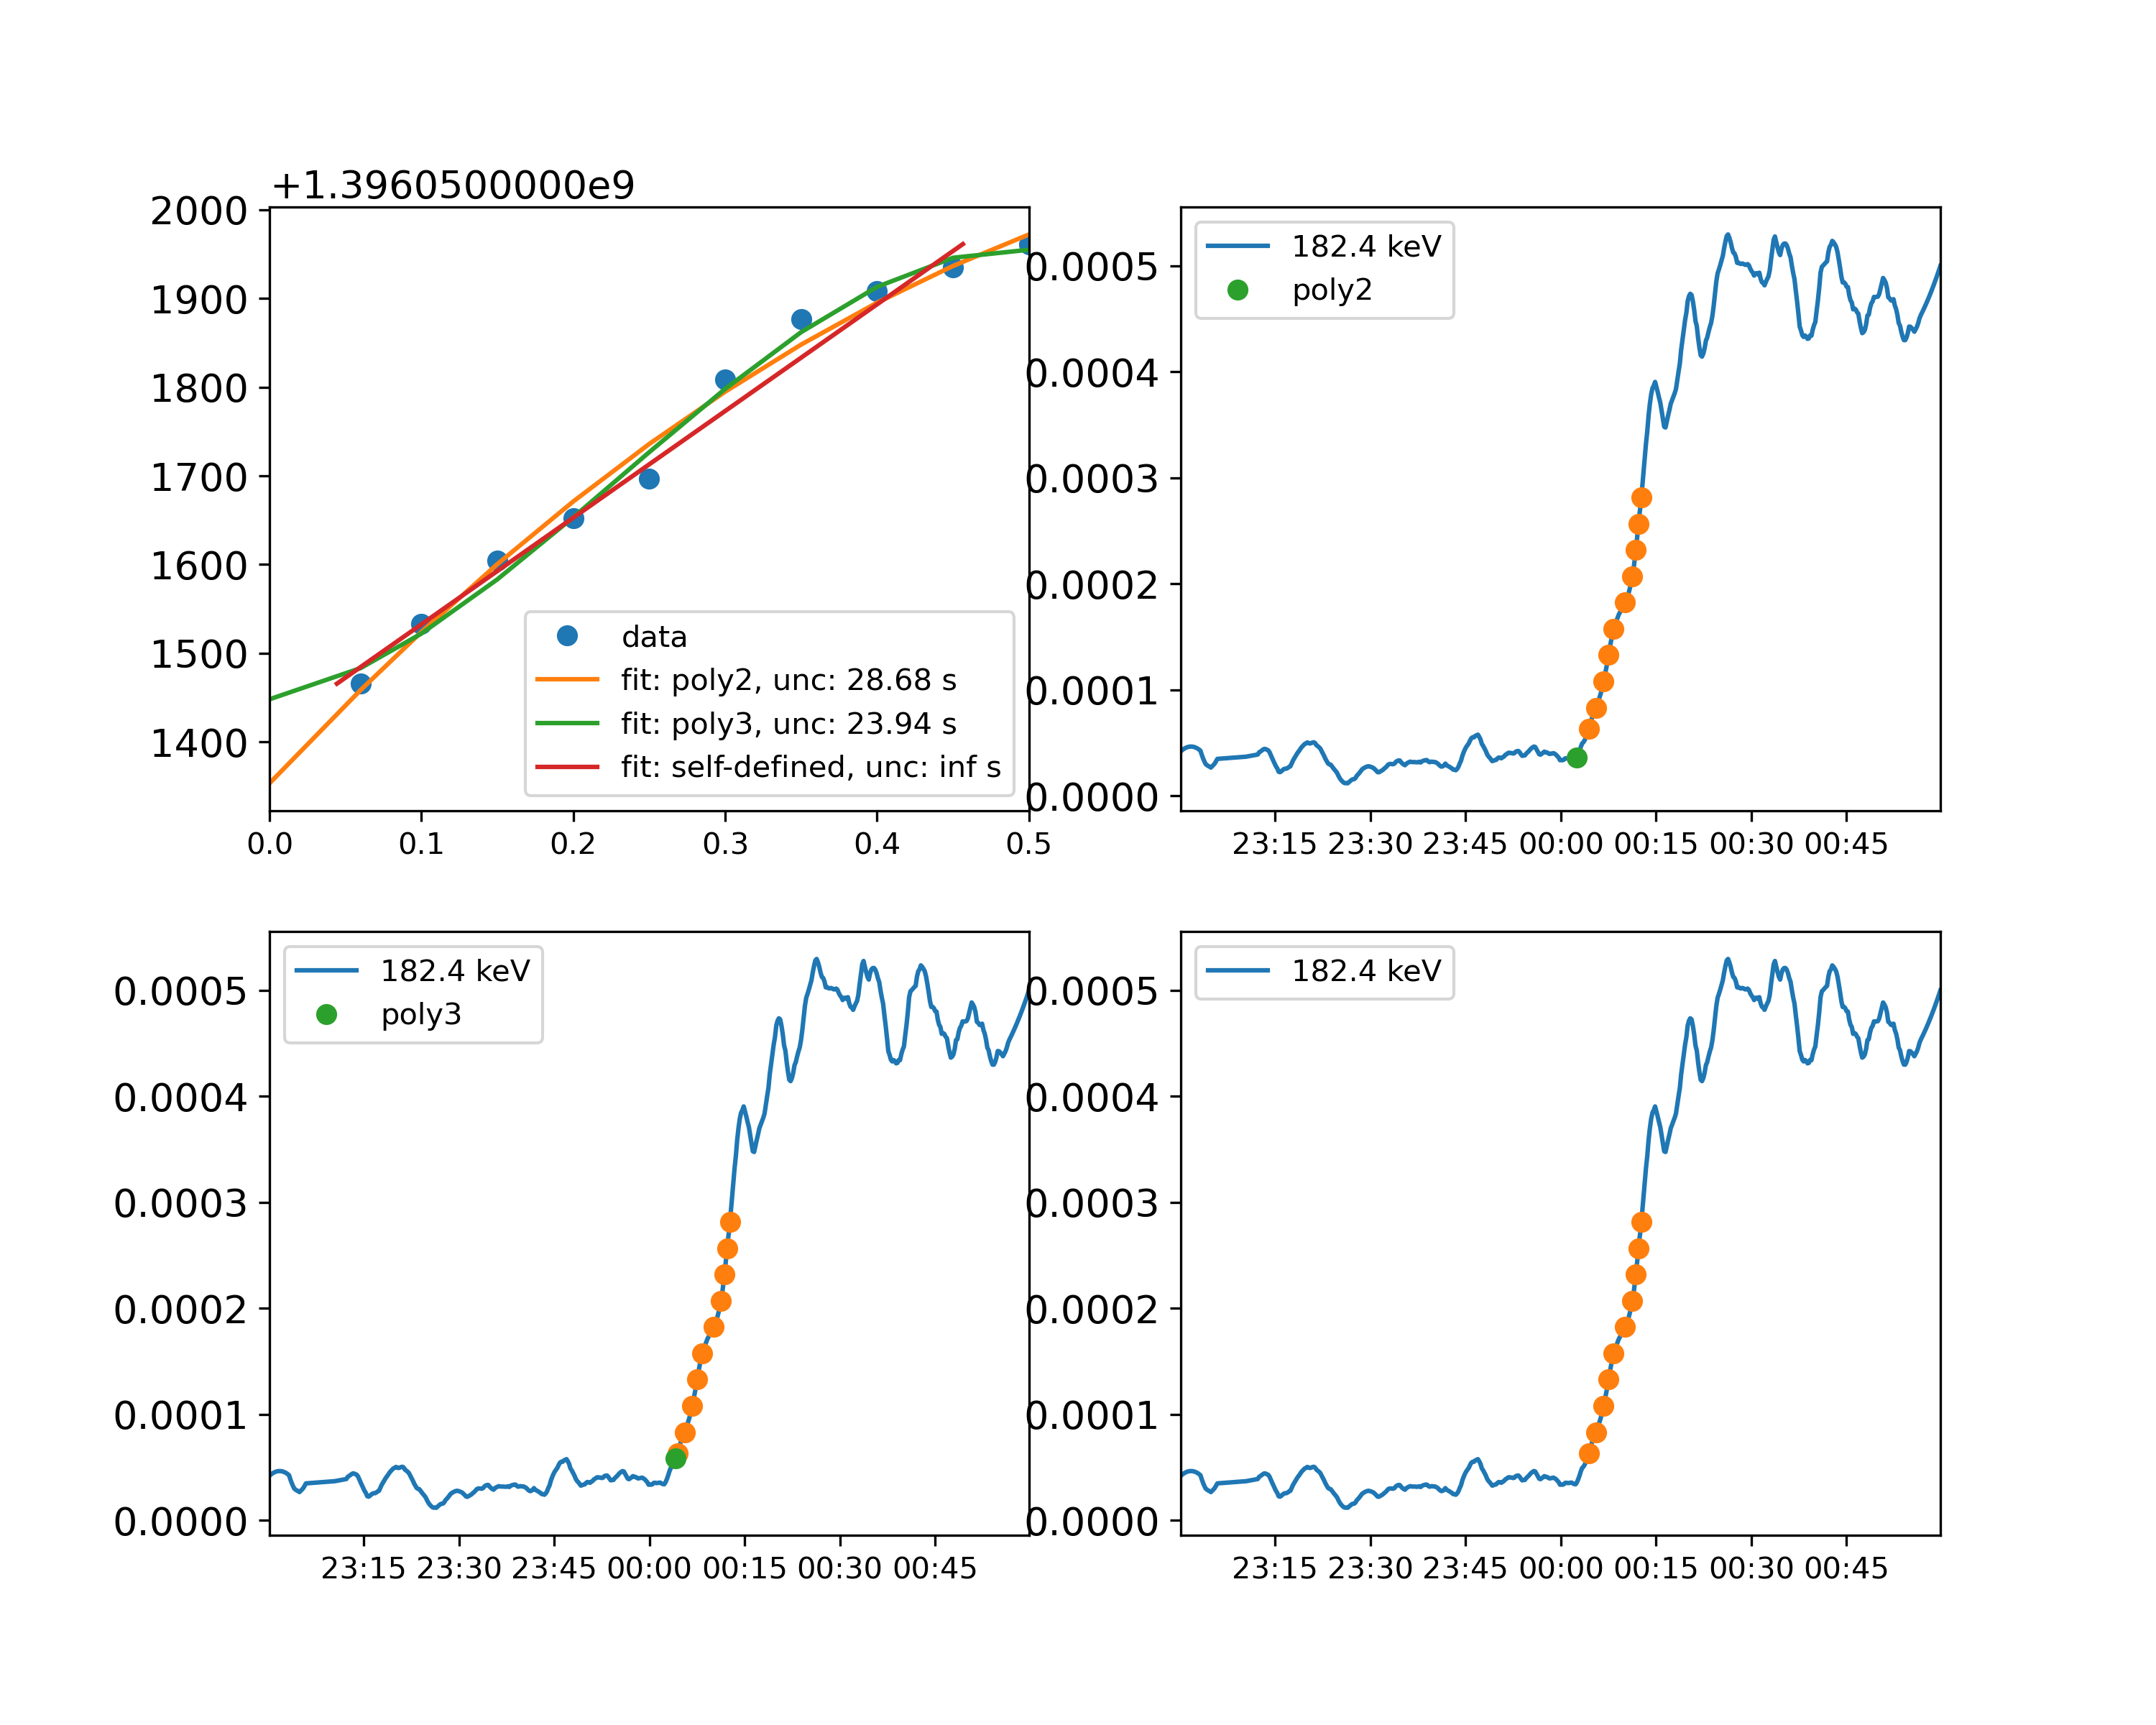 +1.3960500000e9
2000
1900
1800
1700
1600
1500
1400
0.0 0.1 0.2 0.3 0.4 0.5
data
fit: poly2, unc: 28.68 s
fit: poly3, unc: 23.94 s
fit: self-defined, unc: inf s
0.0005
0.0004
0.0003
0.0002
0.0001
0.0000
23:15 23:30 23:45 00:00 00:15 00:30 00:45
182.4 keV
poly2
0.0005
0.0004
0.0003
0.0002
0.0001
0.0000
23:15 23:30 23:45 00:00 00:15 00:30 00:45
182.4 keV
poly3
0.0005
0.0004
0.0003
0.0002
0.0001
0.0000
23:15 23:30 23:45 00:00 00:15 00:30 00:45
182.4 keV